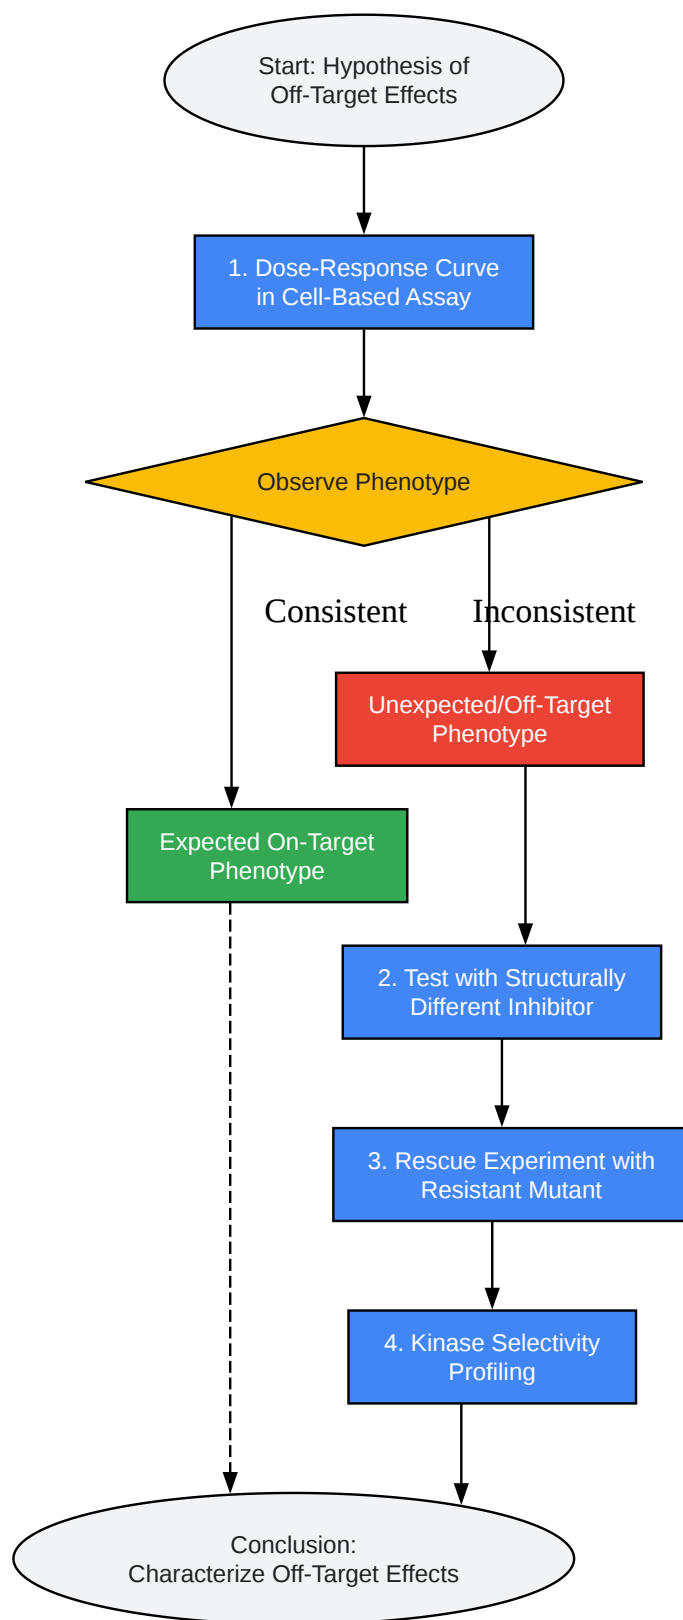 Start: Hypothesis of
Off-Target Effects
1. Dose-Response Curve
in Cell-Based Assay
Observe Phenotype
Consistent
Inconsistent
Unexpected/Off-Target
Phenotype
Expected On-Target
Phenotype
2. Test with Structurally
Different Inhibitor
3. Rescue Experiment with
Resistant Mutant
4. Kinase Selectivity
Profiling
Conclusion:
Characterize Off-Target Effects